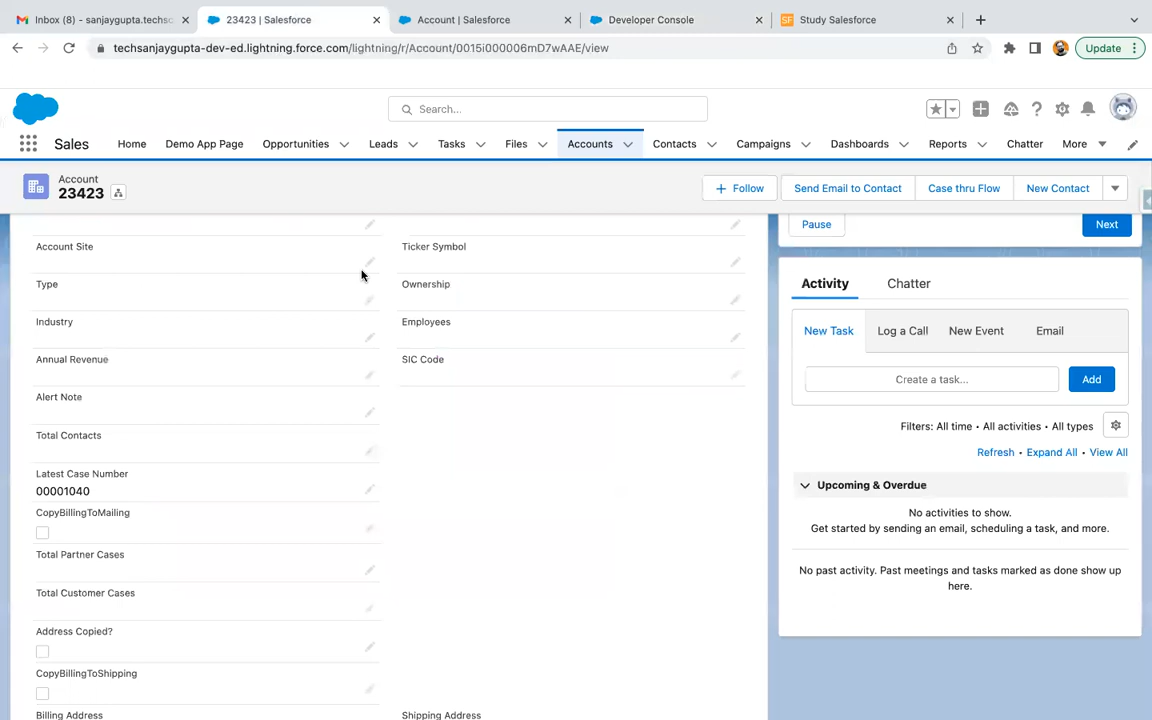 Inbox (8) - sanjaygupta.techsc
23423 | Salesforce
Account | Salesforce
Developer Console
SF
Study Salesforce
techsanjaygupta-dev-ed.lightning.force.com/lightning/r/Account/0015i000006mD7wAAE/view
Update
Search...
Sales
Home
Demo App Page
Opportunities
Leads
Tasks
Files
Accounts
Contacts
Campaigns
Dashboards
Reports
Chatter
More
Account
23423
+ Follow
Send Email to Contact
Case thru Flow
New Contact
Account Site
Ticker Symbol
Type
Ownership
Industry
Employees
Annual Revenue
SIC Code
Alert Note
Total Contacts
Latest Case Number
00001040
CopyBillingToMailing
Total Partner Cases
Total Customer Cases
Address Copied?
CopyBillingToShipping
Billing Address
Shipping Address
Pause
Next
Activity
Chatter
New Task
Log a Call
New Event
Email
Create a task...
Add
Filters: All time • All activities • All types
Refresh • Expand All • View All
Upcoming & Overdue
No activities to show.
Get started by sending an email, scheduling a task, and more.
No past activity. Past meetings and tasks marked as done show up
here.